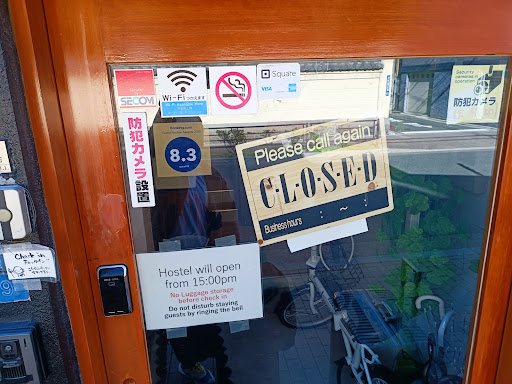 SECOM
Wi-Fi
Square
VISA
防犯カメラ設置
8.3
Please call again
CLOSED
Business hours : ~ :
防犯カメラ
Check in
Hostel will open
from 15:00pm
No Luggage storage
before check in
Do not disturb staying
guests by ringing the bell